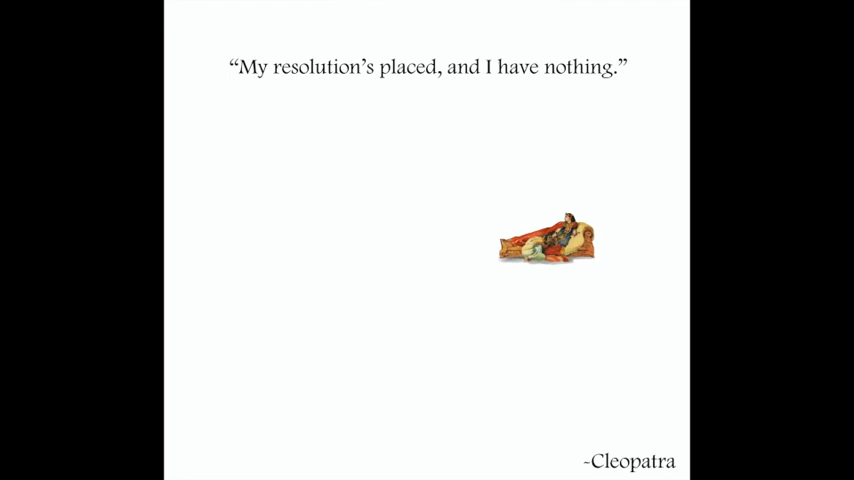 “My resolution’s placed, and I have nothing.”
-Cleopatra